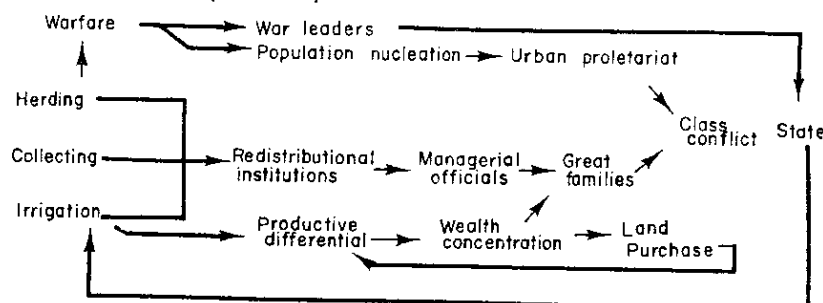 Warfare
War leaders
Population nucleation
Urban proletariat
Herding
Class
conflict
State
Collecting
Redistributional
institutions
Managerial
officials
Great
families
Irrigation
Productive
differential
Wealth
concentration
Land
Purchase